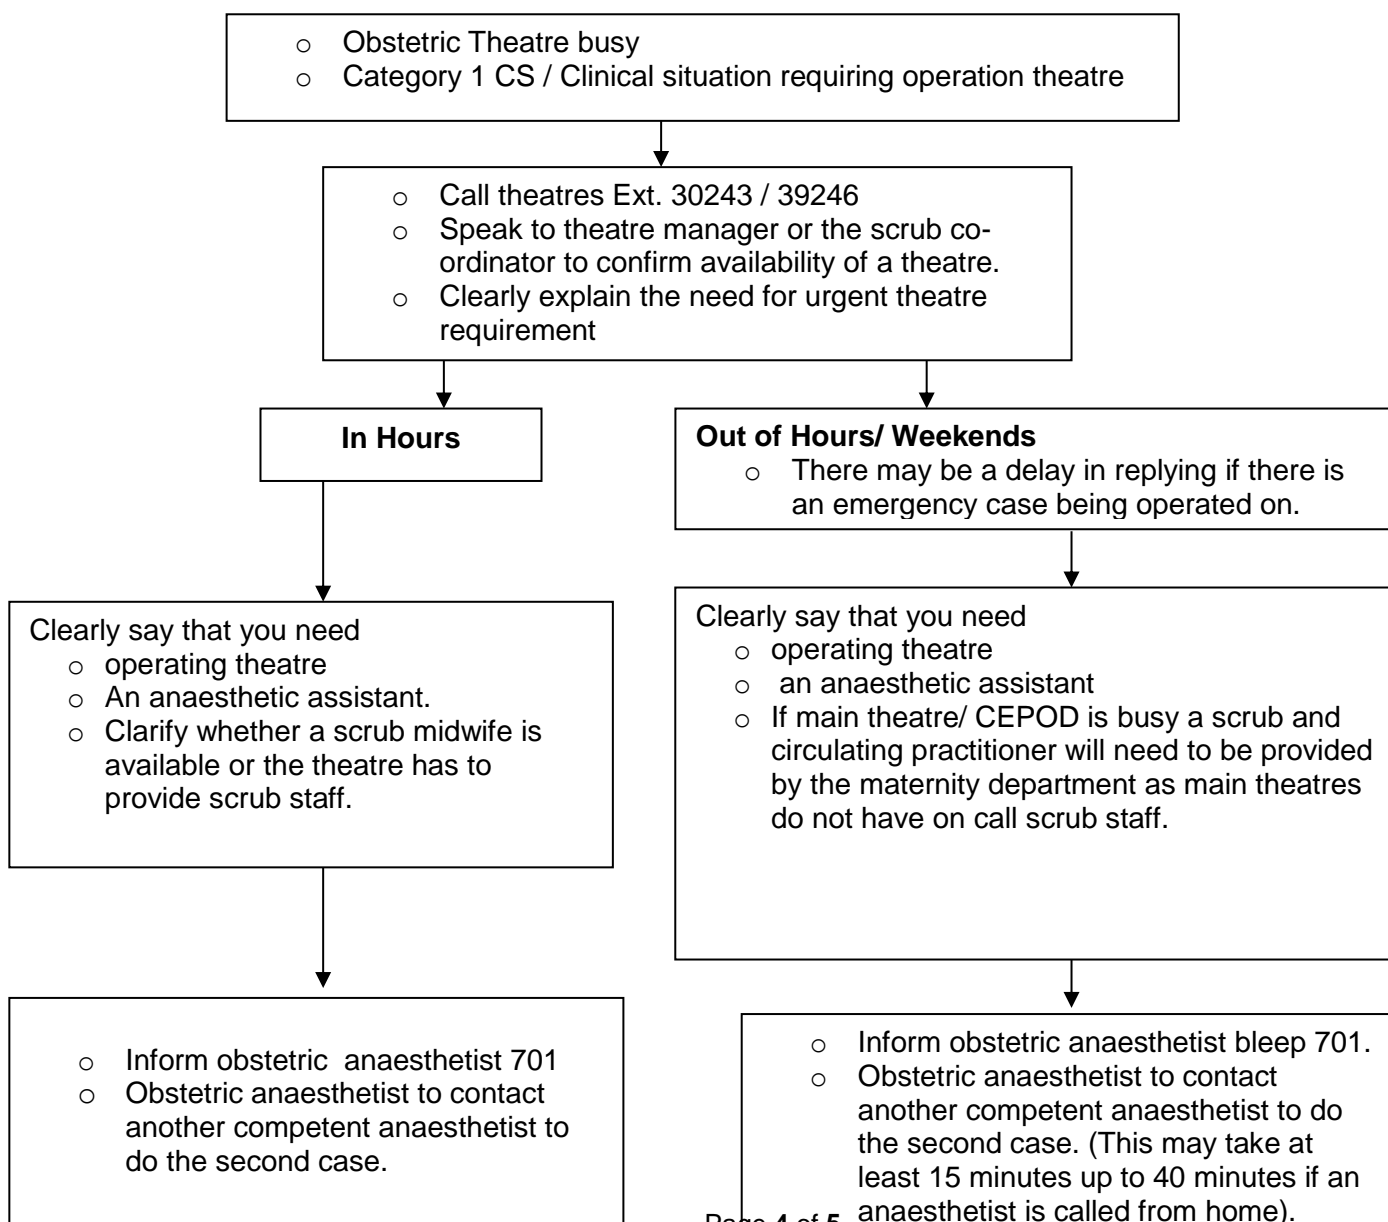 o Obstetric Theatre busy
o Category 1 CS / Clinical situation requiring operation theatre
o Call theatres Ext. 30243 / 39246
o Speak to theatre manager or the scrub co-
ordinator to confirm availability of a theatre.
o Clearly explain the need for urgent theatre
requirement
In Hours
Clearly say that you need
o operating theatre
o An anaesthetic assistant.
o Clarify whether a scrub midwife is
available or the theatre has to
provide scrub staff.
o Inform obstetric  anaesthetist 701
o Obstetric anaesthetist to contact
another competent anaesthetist to
do the second case.
Out of Hours/ Weekends
o There may be a delay in replying if there is
an emergency case being operated on.
Clearly say that you need
o operating theatre
o an anaesthetic assistant
o If main theatre/ CEPOD is busy a scrub and
circulating practitioner will need to be provided
by the maternity department as main theatres
do not have on call scrub staff.
o Inform obstetric anaesthetist bleep 701.
o Obstetric anaesthetist to contact
another competent anaesthetist to do
the second case. (This may take at
least 15 minutes up to 40 minutes if an
anaesthetist is called from home).
Page 4 of 5